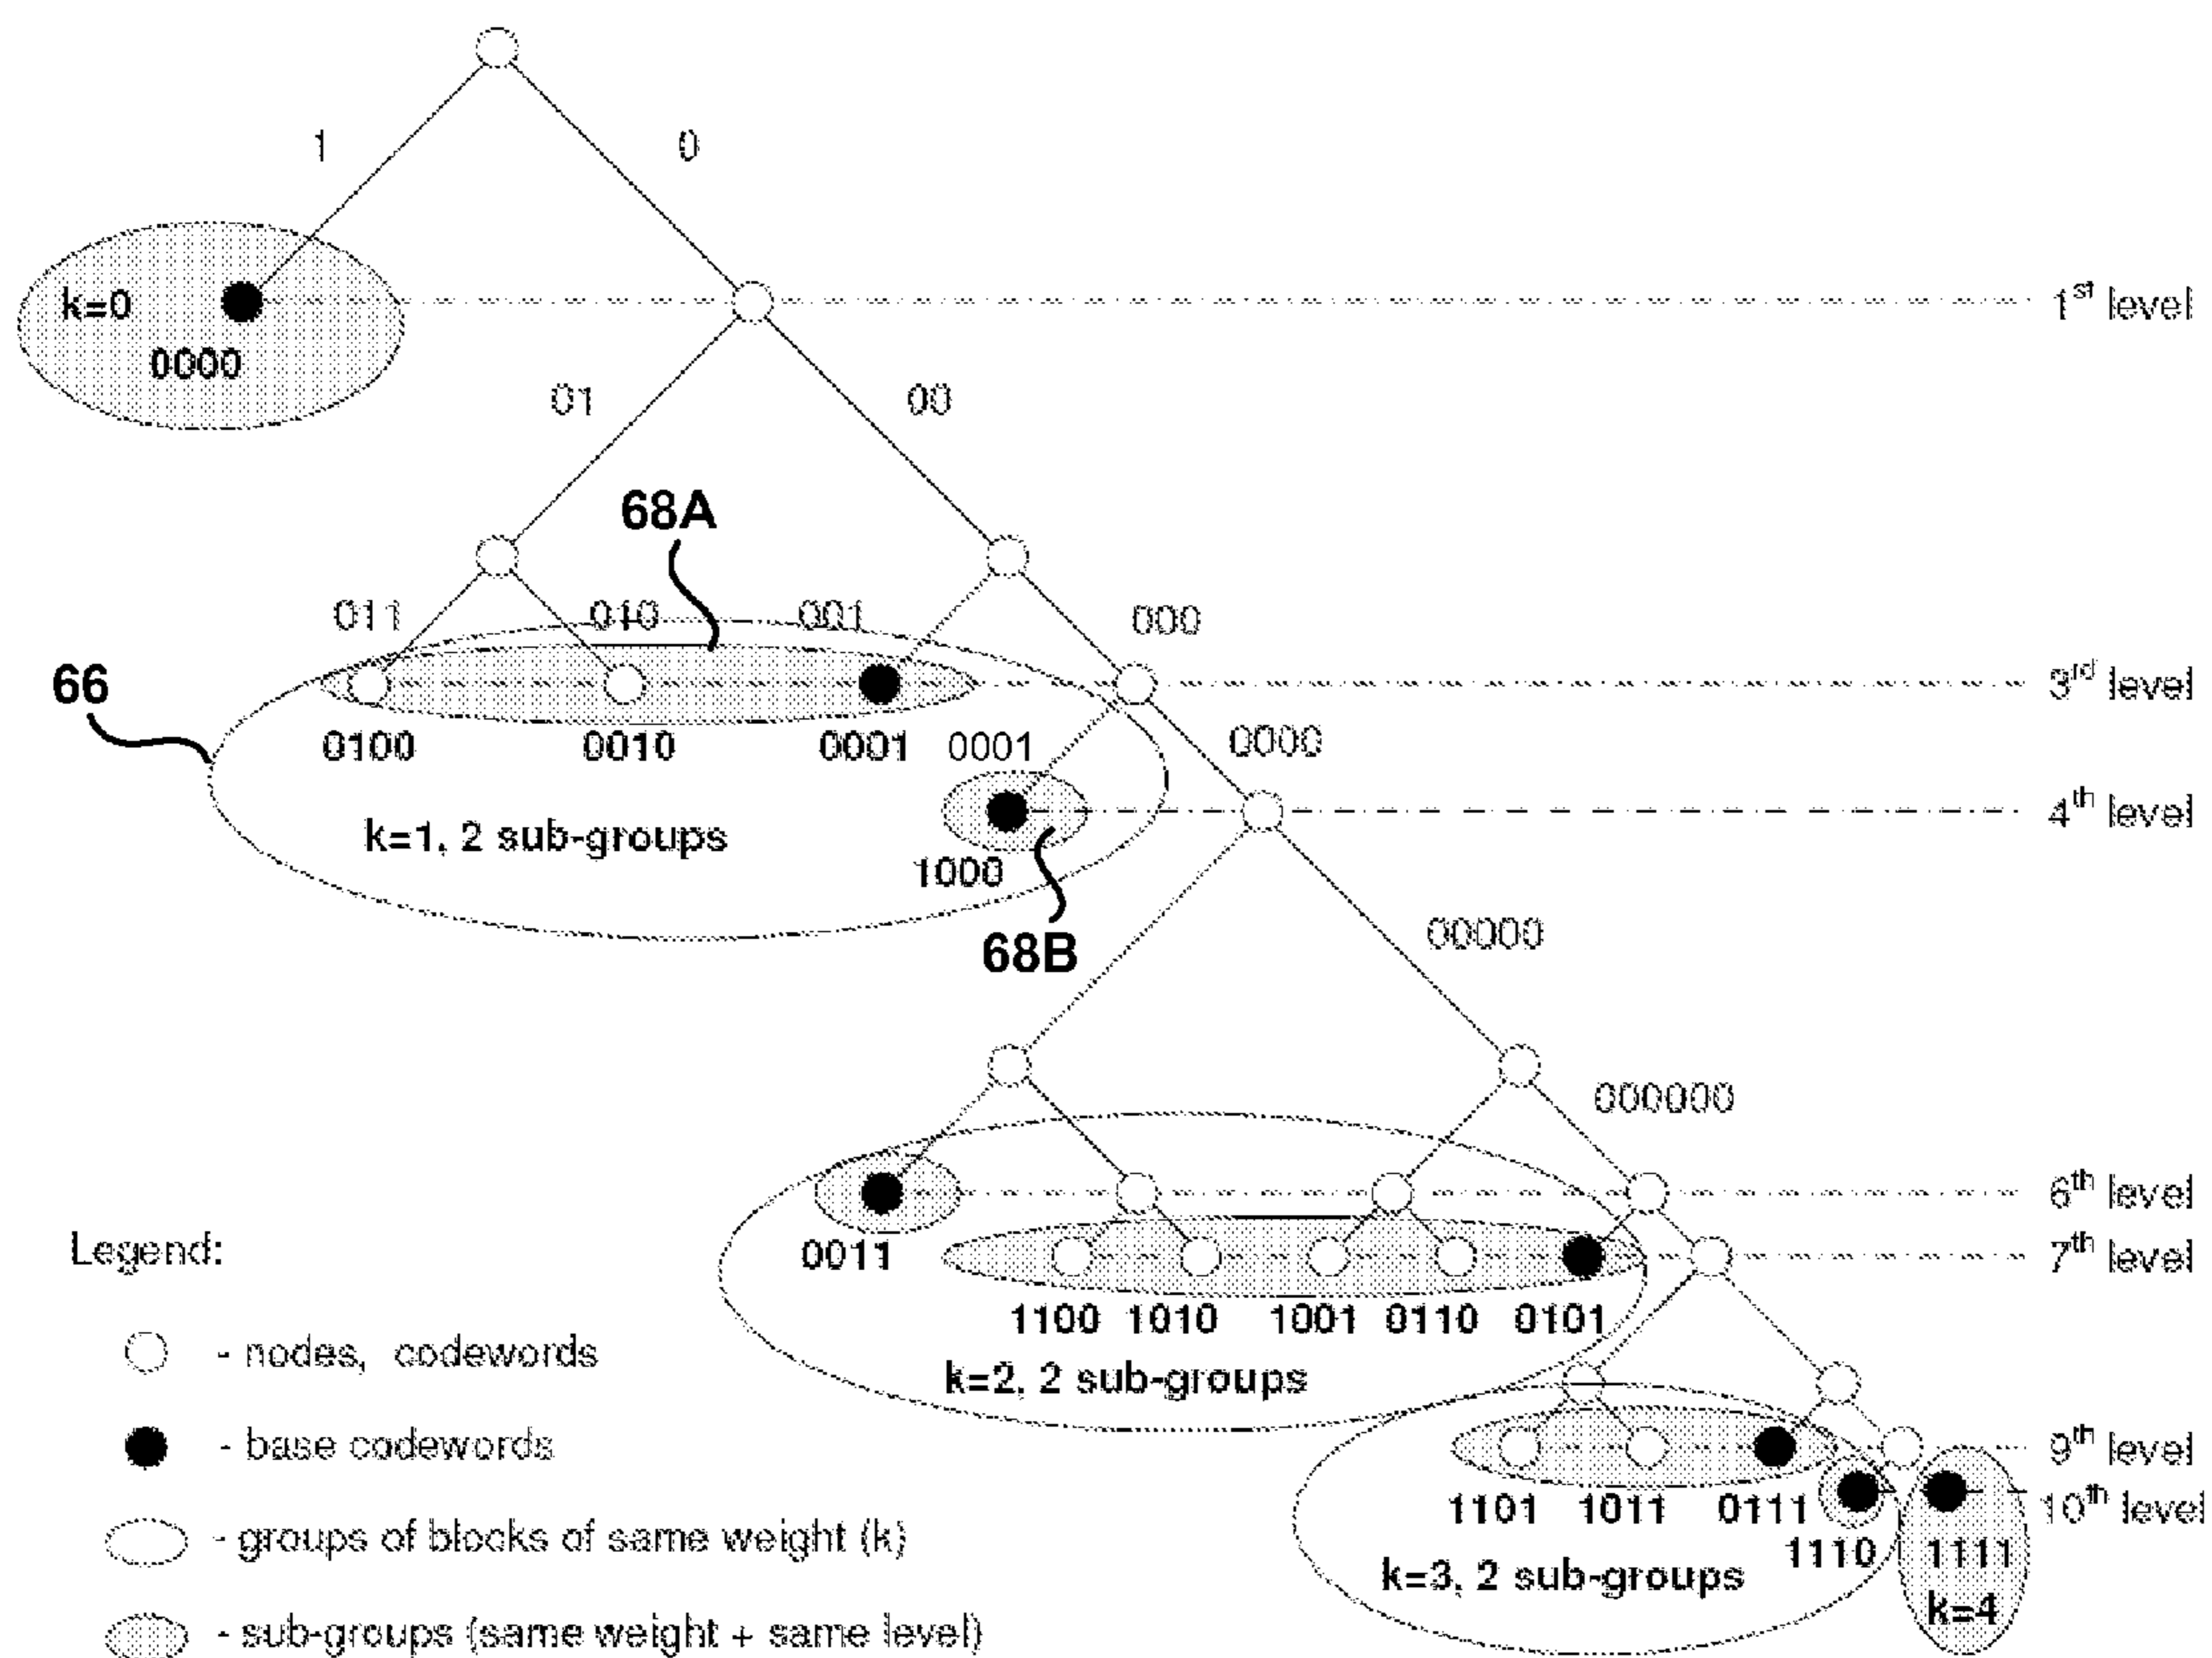 1
0
k=0
0000
1st level
01
00
68A
011
010
001
000
66
3rd level
0100
0010
0001
0001
0000
k=1, 2 sub-groups
4th level
1000
68B
00000
000000
6th level
0011
7th level
1100 1010 1001 0110 0101
k=2, 2 sub-groups
9th level
1101 1011 0111
10th level
1110
1111
k=3, 2 sub-groups
k=4
Legend:
- nodes, codewords
- base codewords
- groups of blocks of same weight (k)
- sub-groups (same weight + same level)